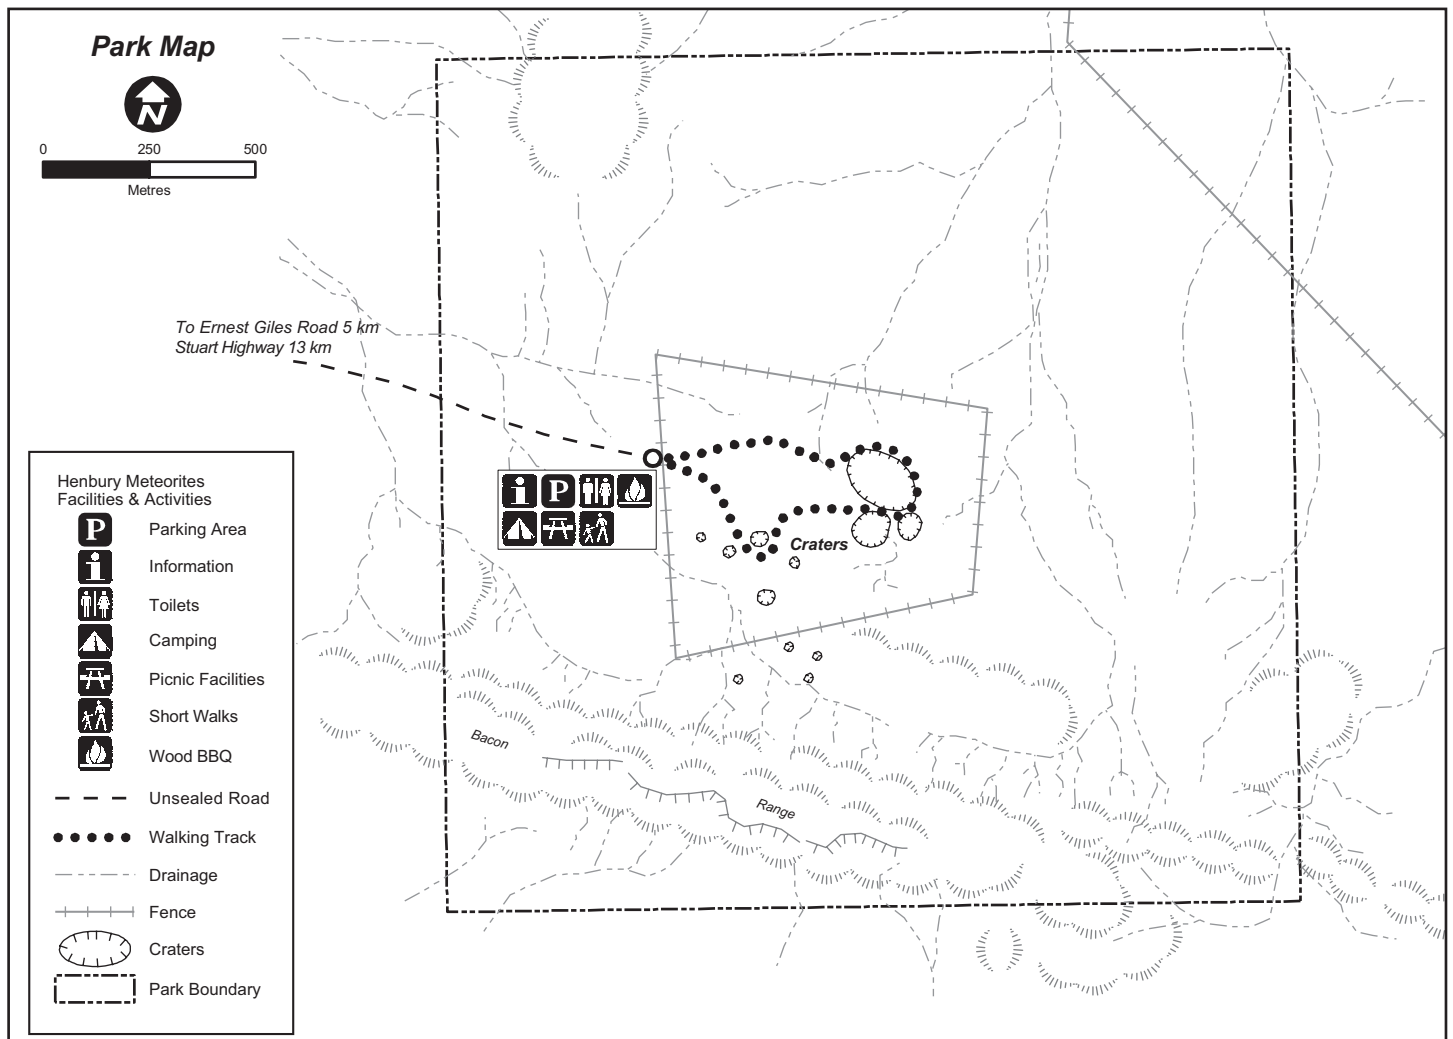 Park Map
N
0 250 500
Metres
To Ernest Giles Road 5 km
Stuart Highway 13 km
P
Craters
Bacon
Range
Henbury Meteorites
Facilities & Activities
P Parking Area
Information
Toilets
Camping
Picnic Facilities
Short Walks
Wood BBQ
Unsealed Road
Walking Track
Drainage
Fence
Craters
Park Boundary